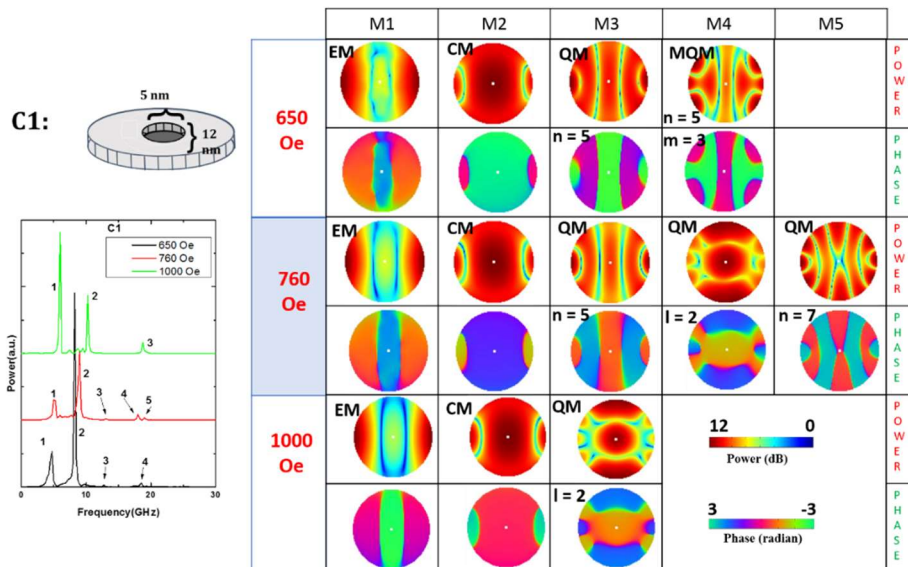 M1 M2 M3 M4 M5
5 nm
C1:
12
nm
650
Oe
EM CM QM MQM
n = 5
POWER
n = 5 m = 3
PHASE
C1
650 Oe
760 Oe
1000 Oe
1 2 3
1 2 3 4 5
1 2 3 4
Power(a.u.)
0 10 20 30
Frequency(GHz)
760
Oe
EM CM QM QM QM
POWER
n = 5 l = 2 n = 7
PHASE
1000
Oe
EM CM QM
POWER
l = 2
PHASE
12 0
Power (dB)
3 -3
Phase (radian)